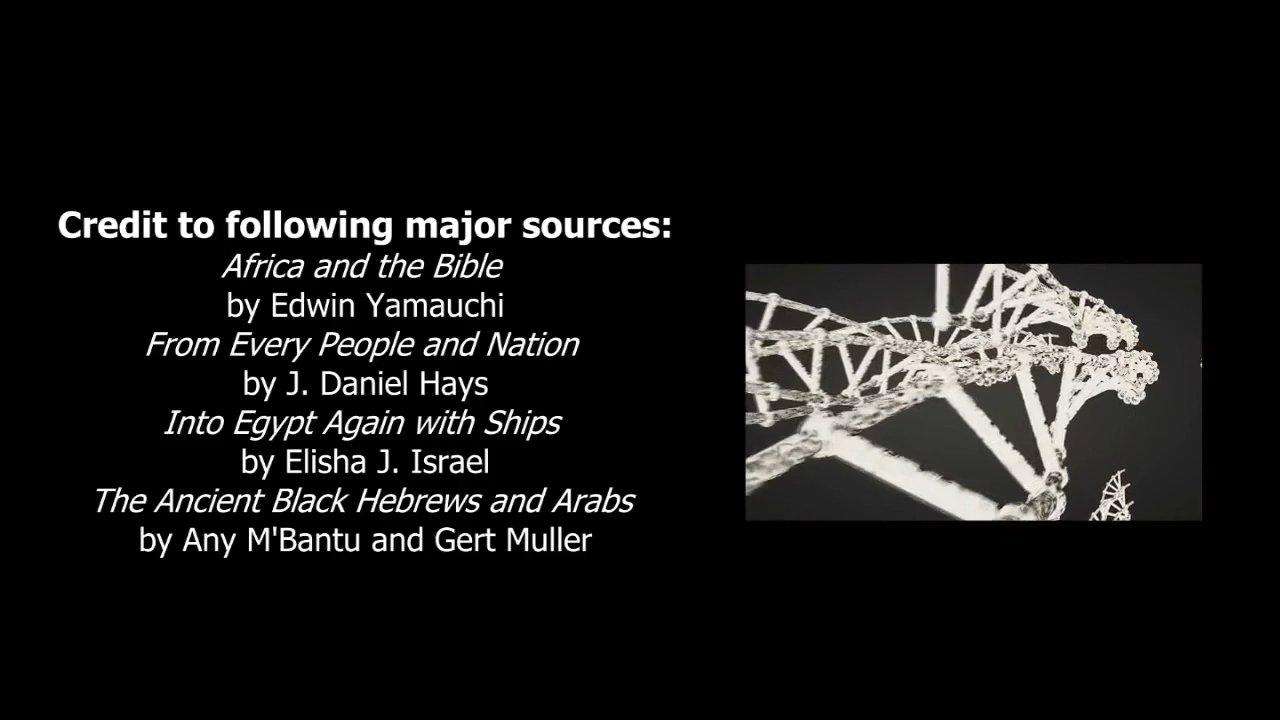 Credit to following major sources:
Africa and the Bible
by Edwin Yamauchi
From Every People and Nation
by J. Daniel Hays
Into Egypt Again with Ships
by Elisha J. Israel
The Ancient Black Hebrews and Arabs
by Any M'Bantu and Gert Muller